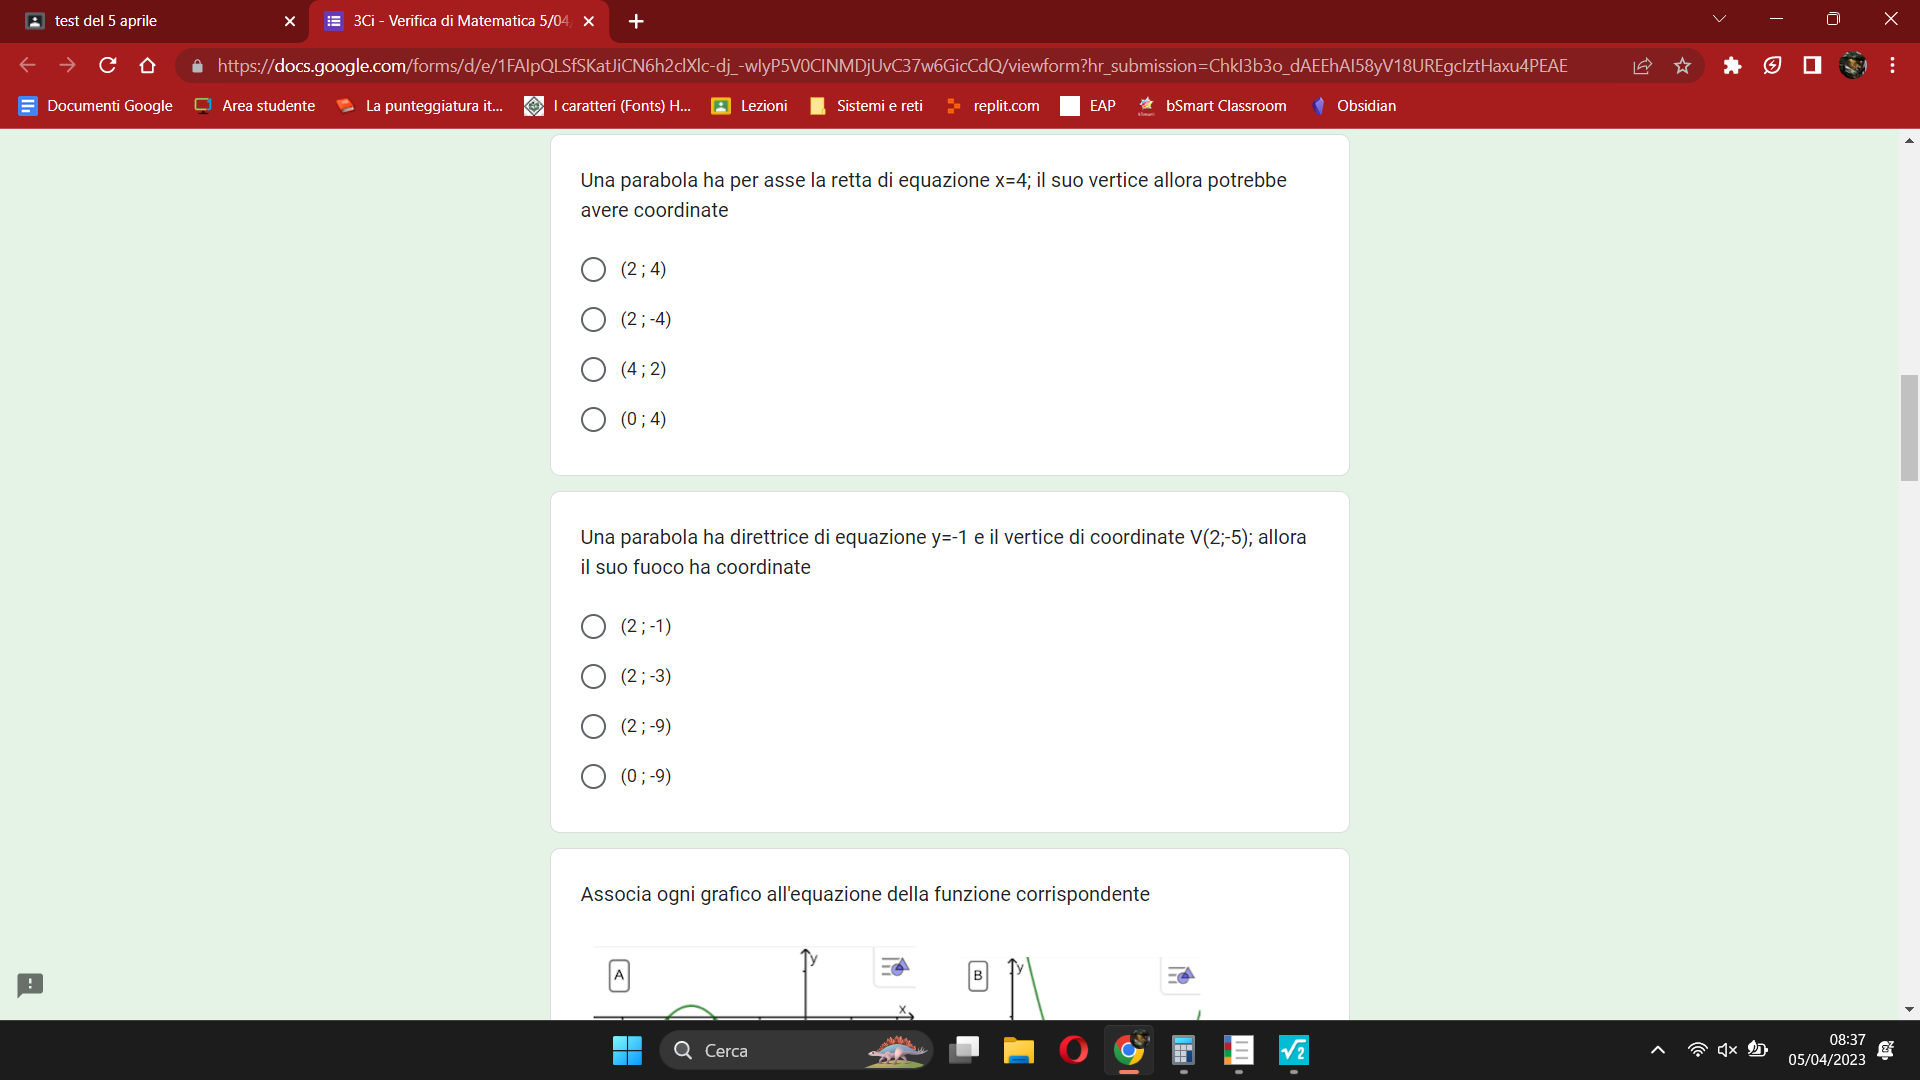 test del 5 aprile
3Ci - Verifica di Matematica 5/04
https://docs.google.com/forms/d/e/1FAIpQLSfSKatJiCN6h2clXlc-dj_-wIyP5V0CINMDjUvC37w6GicCdQ/viewform?hr_submission=ChkI3b3o_dAEEhAI58yV18UREgcIztHaxu4PEAE
Documenti Google
Area studente
La punteggiatura it...
I caratteri (Fonts) H...
Lezioni
Sistemi e reti
replit.com
EAP
bSmart Classroom
Obsidian
Una parabola ha per asse la retta di equazione x=4; il suo vertice allora potrebbe
avere coordinate
(2 ; 4)
(2 ; -4)
(4 ; 2)
(0 ; 4)
Una parabola ha direttrice di equazione y=-1 e il vertice di coordinate V(2;-5); allora
il suo fuoco ha coordinate
(2 ; -1)
(2 ; -3)
(2 ; -9)
(0 ; -9)
Associa ogni grafico all'equazione della funzione corrispondente
A
y
x
B
y
Cerca
08:37
05/04/2023